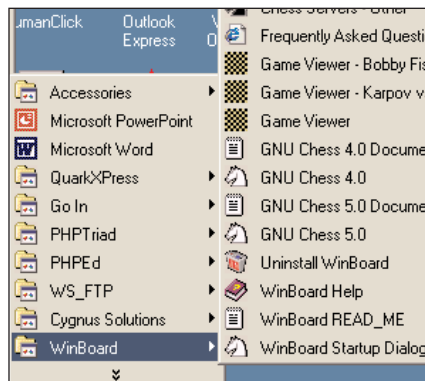 umanClick
Outlook
Express
Accessories
Microsoft PowerPoint
Microsoft Word
QuarkXPress
Go In
PHPTriad
PHPEd
WS_FTP
Cygnus Solutions
WinBoard
Chess Servers - Other
Frequently Asked Questi
Game Viewer - Bobby Fis
Game Viewer - Karpov v
Game Viewer
GNU Chess 4.0 Docume
GNU Chess 4.0
GNU Chess 5.0 Docume
GNU Chess 5.0
Uninstall WinBoard
WinBoard Help
WinBoard READ_ME
WinBoard Startup Dialog